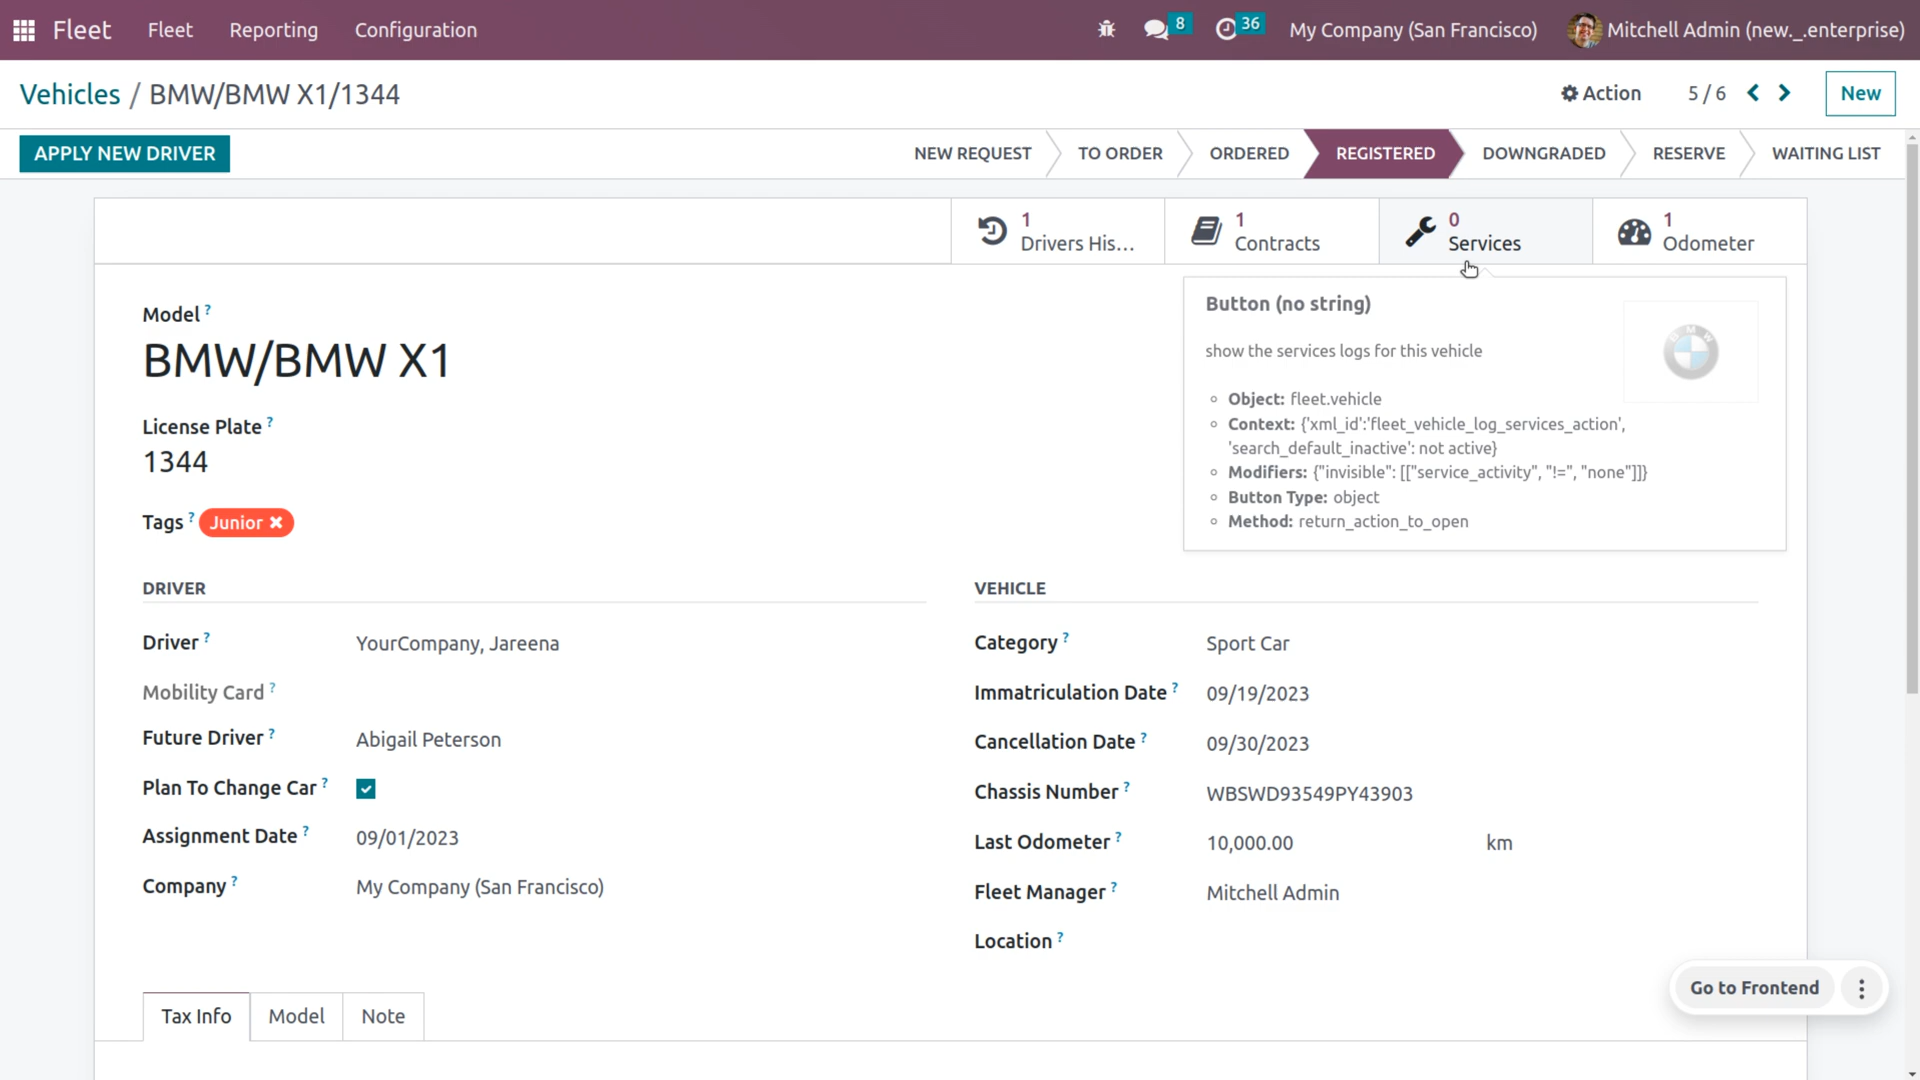 Fleet Fleet Reporting Configuration 8 36 My Company (San Francisco) Mitchell Admin (new._.enterprise)
Vehicles / BMW/BMW X1/1344 Action 5 / 6 New
APPLY NEW DRIVER NEW REQUEST TO ORDER ORDERED REGISTERED DOWNGRADED RESERVE WAITING LIST
1 1 0 1
Drivers His... Contracts Services Odometer
Button (no string)
show the services logs for this vehicle
Object: fleet.vehicle
Context: {'xml_id':'fleet_vehicle_log_services_action',
'search_default_inactive': not active}
Modifiers: {"invisible": [["service_activity", "!=", "none"]]}
Button Type: object
Method: return_action_to_open
BMW
Model ?
BMW/BMW X1
License Plate ?
1344
Tags ? Junior ✖
DRIVER
Driver ? YourCompany, Jareena
Mobility Card ?
Future Driver ? Abigail Peterson
Plan To Change Car ?
Assignment Date ? 09/01/2023
Company ? My Company (San Francisco)
VEHICLE
Category ? Sport Car
Immatriculation Date ? 09/19/2023
Cancellation Date ? 09/30/2023
Chassis Number ? WBSWD93549PY43903
Last Odometer ? 10,000.00 km
Fleet Manager ? Mitchell Admin
Location ?
Go to Frontend
Tax Info Model Note